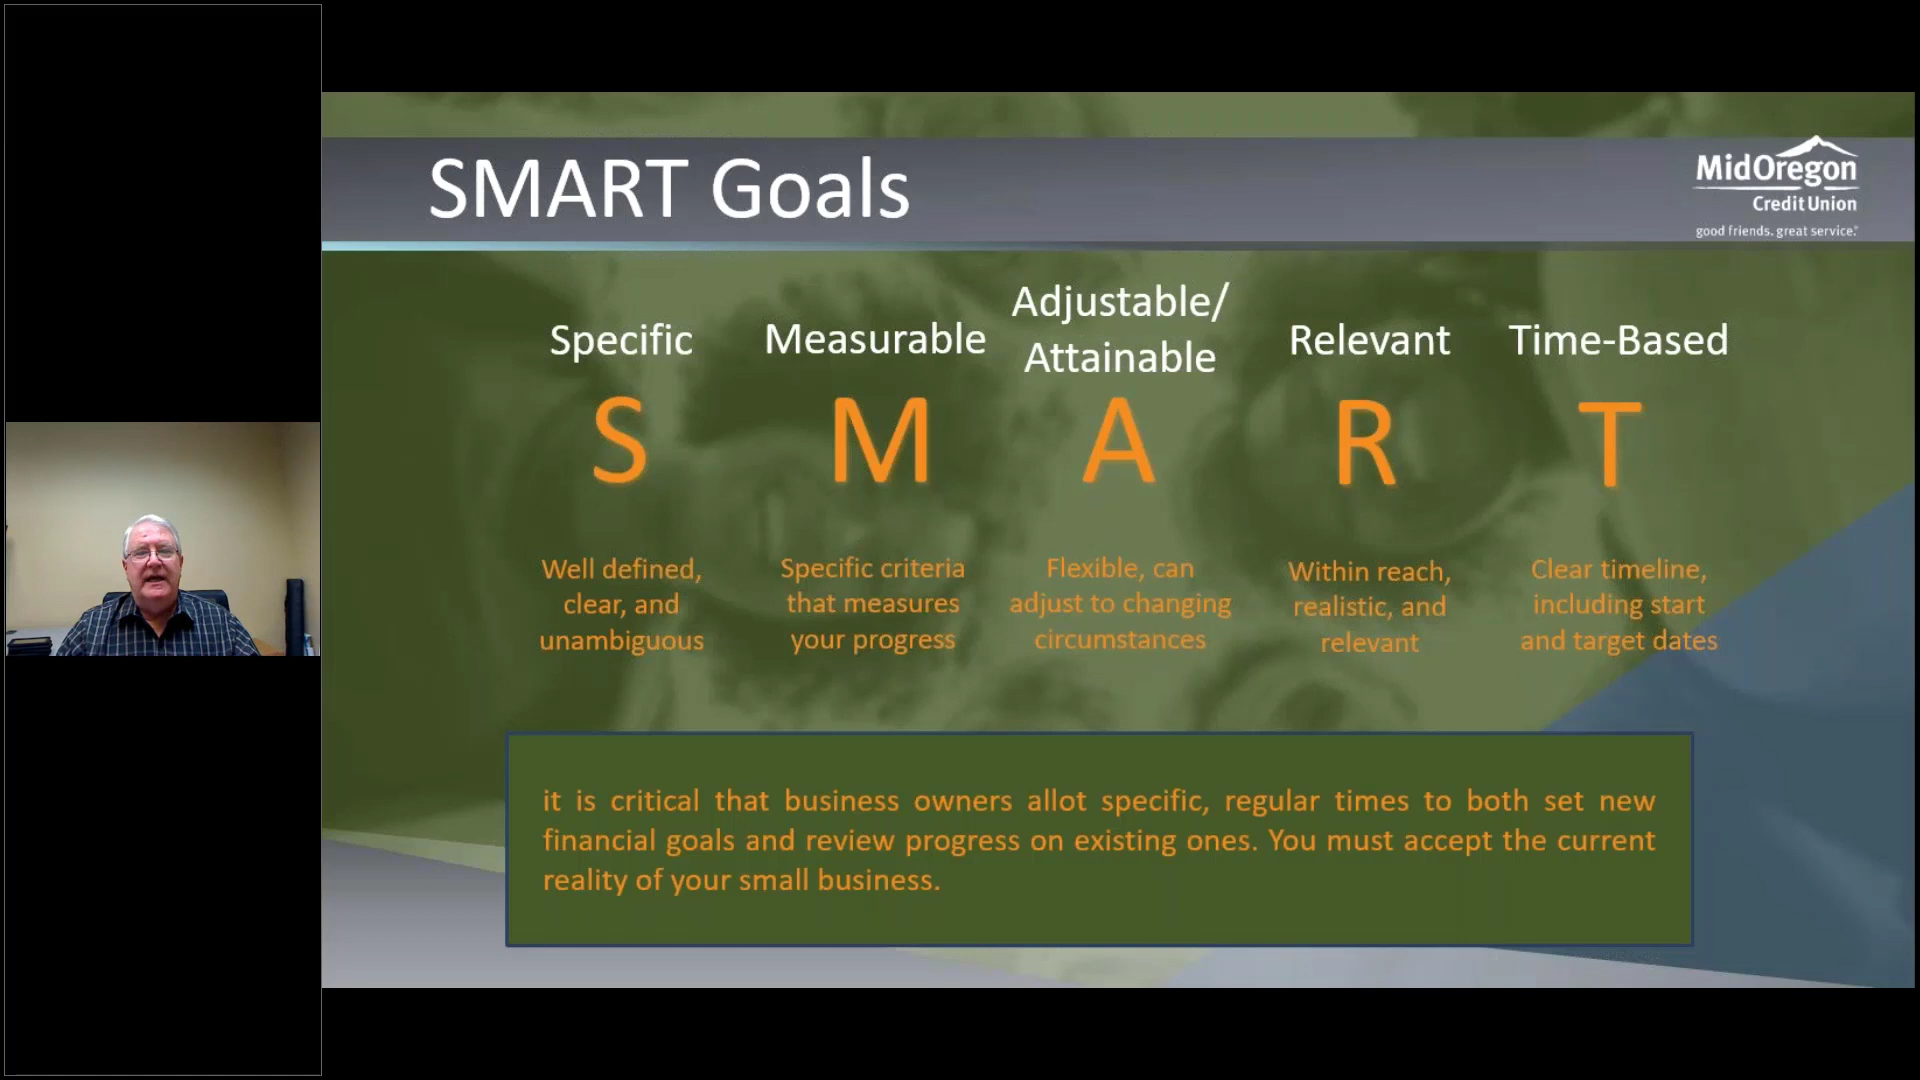 SMART Goals
MidOregon
Credit Union
good friends. great service.
Specific
Measurable
Adjustable/
Attainable
Relevant
Time-Based
S
M
A
R
T
Well defined,
clear, and
unambiguous
Specific criteria
that measures
your progress
Flexible, can
adjust to changing
circumstances
Within reach,
realistic, and
relevant
Clear timeline,
including start
and target dates
it is critical that business owners allot specific, regular times to both set new
financial goals and review progress on existing ones. You must accept the current
reality of your small business.